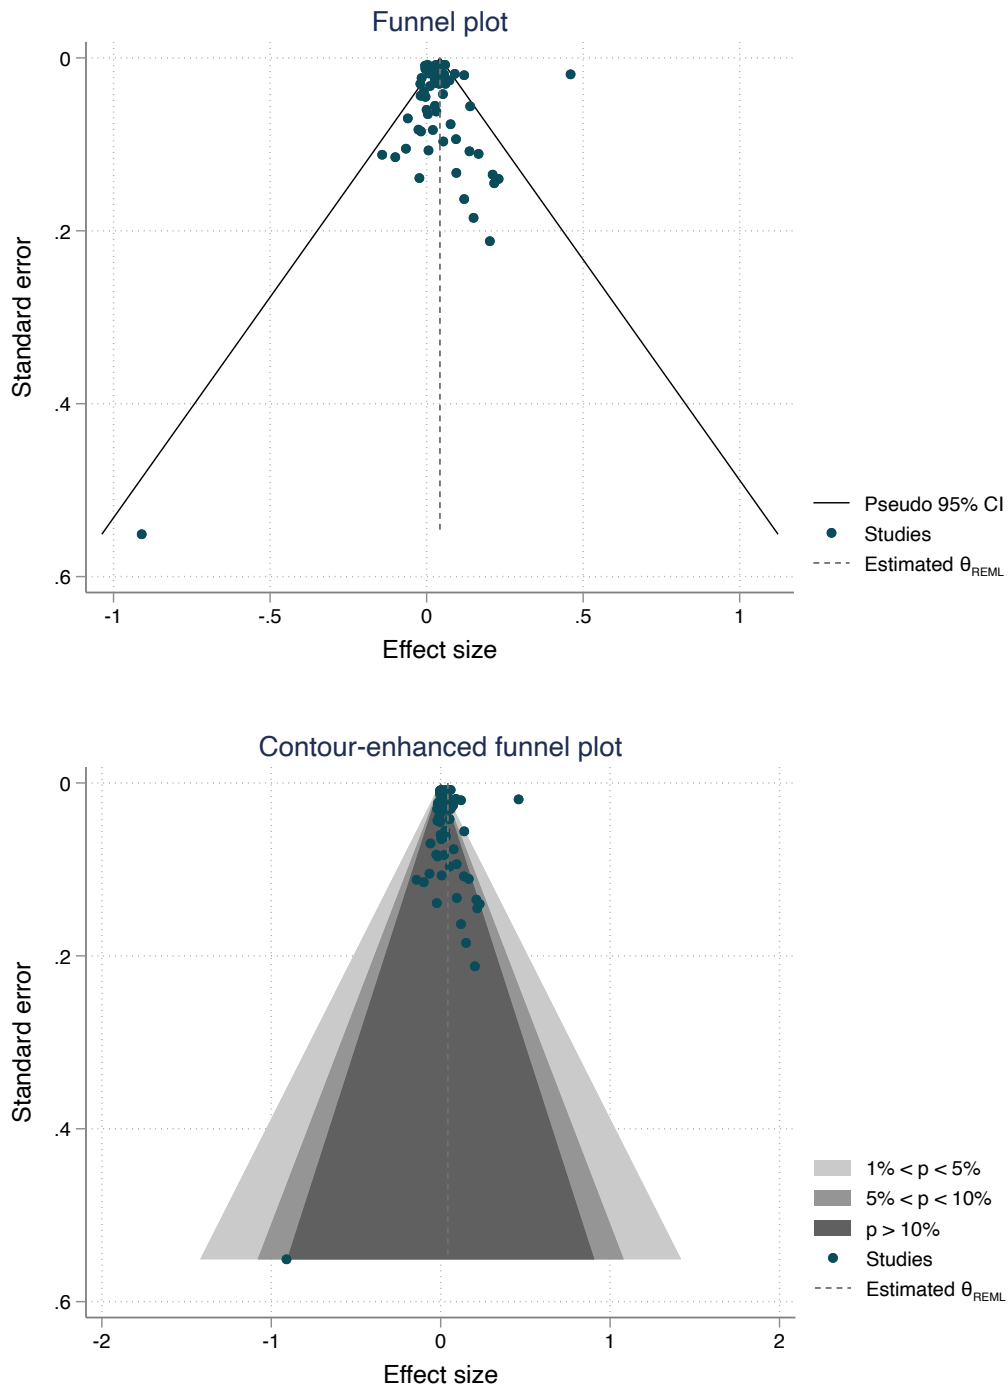 Funnel plot
0
.2
.4
.6
Standard error
-1
-.5
0
.5
1
Effect size
Pseudo 95% CI
Studies
Estimated θREML
Contour-enhanced funnel plot
0
.2
.4
.6
Standard error
-2
-1
0
1
2
Effect size
1% < p < 5%
5% < p < 10%
p > 10%
Studies
Estimated θREML